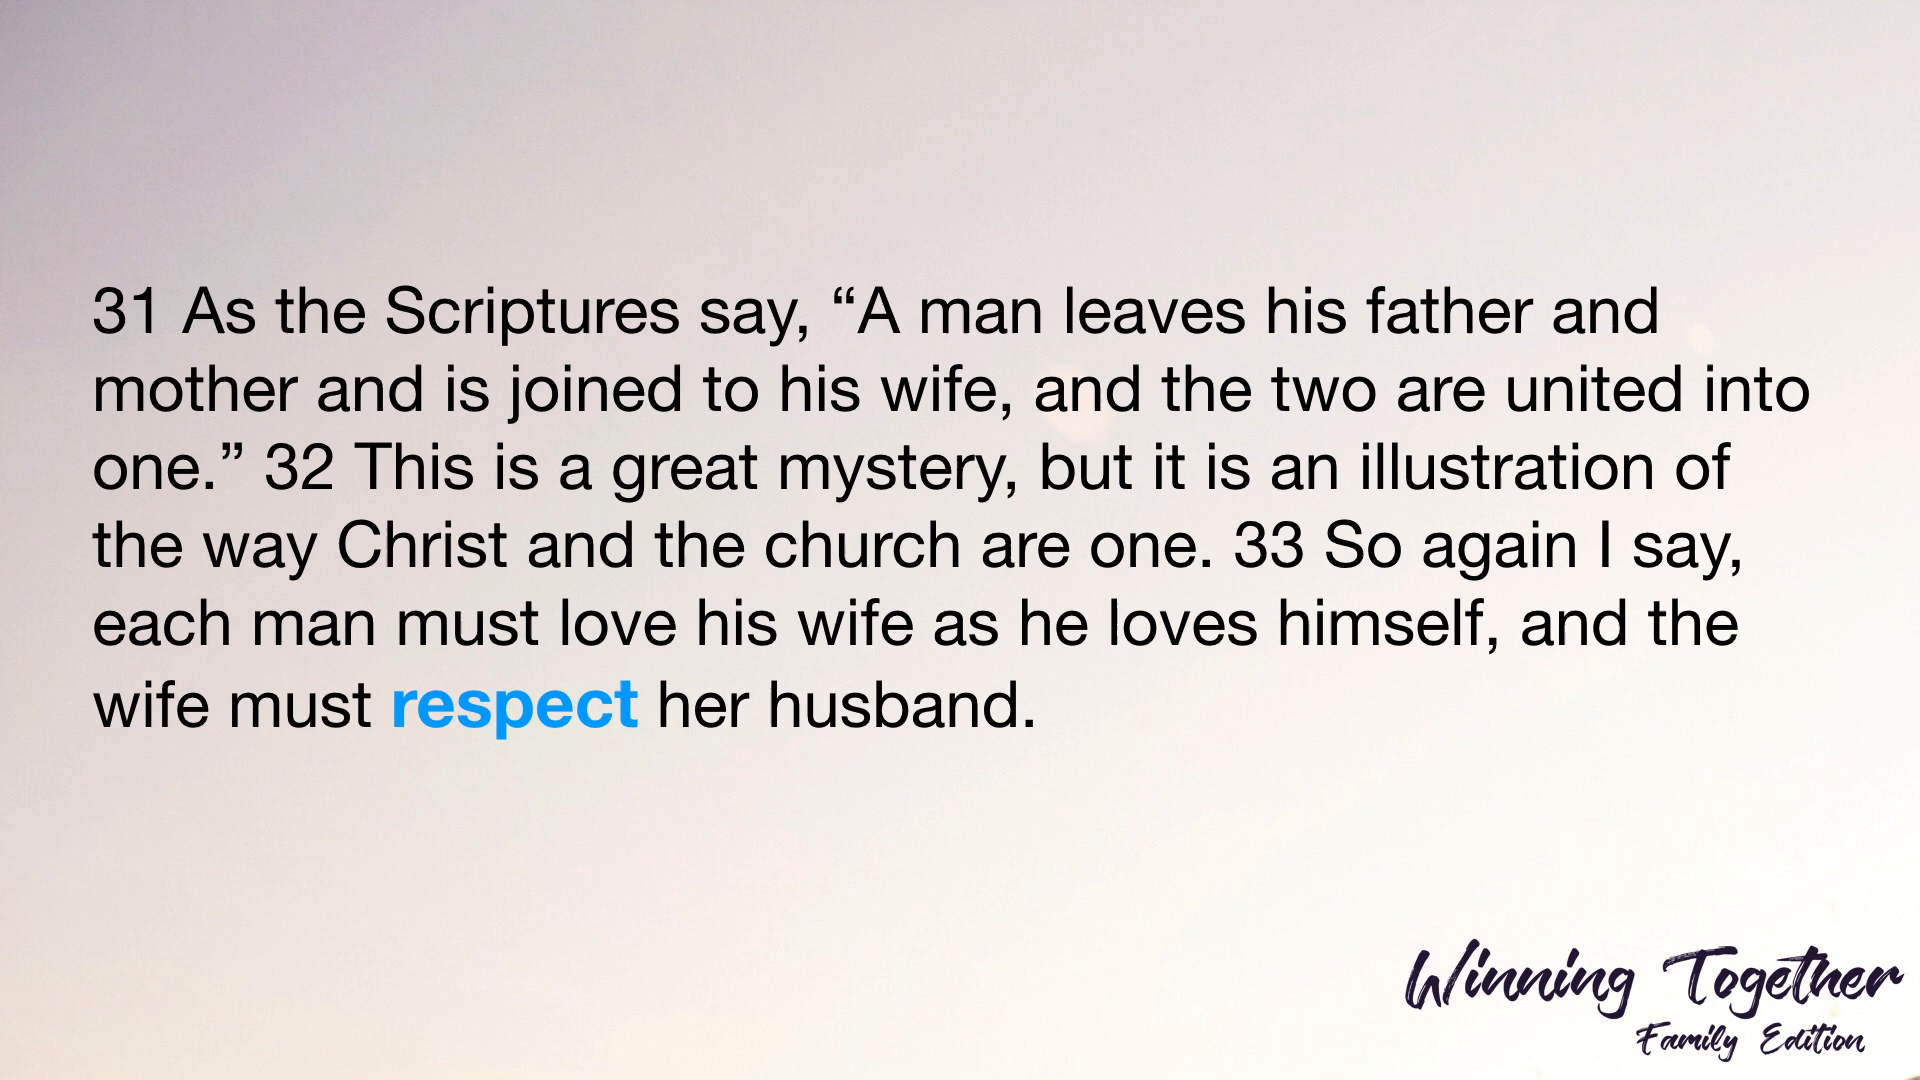 31 As the Scriptures say, “A man leaves his father and
mother and is joined to his wife, and the two are united into
one.” 32 This is a great mystery, but it is an illustration of
the way Christ and the church are one. 33 So again I say,
each man must love his wife as he loves himself, and the
wife must respect her husband.
Winning Together
Family Edition